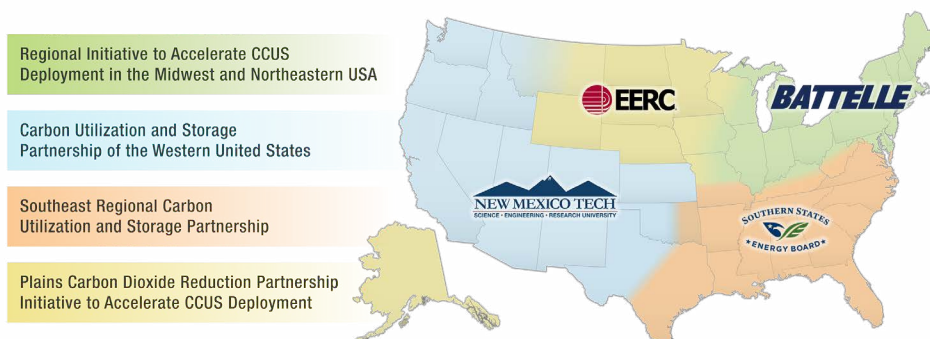 Regional Initiative to Accelerate CCUS
Deployment in the Midwest and Northeastern USA
Carbon Utilization and Storage
Partnership of the Western United States
Southeast Regional Carbon
Utilization and Storage Partnership
Plains Carbon Dioxide Reduction Partnership
Initiative to Accelerate CCUS Deployment
EERC
BATTELLE
NEW MEXICO TECH
SCIENCE • ENGINEERING • RESEARCH UNIVERSITY
SOUTHERN STATES
★ENERGY BOARD★